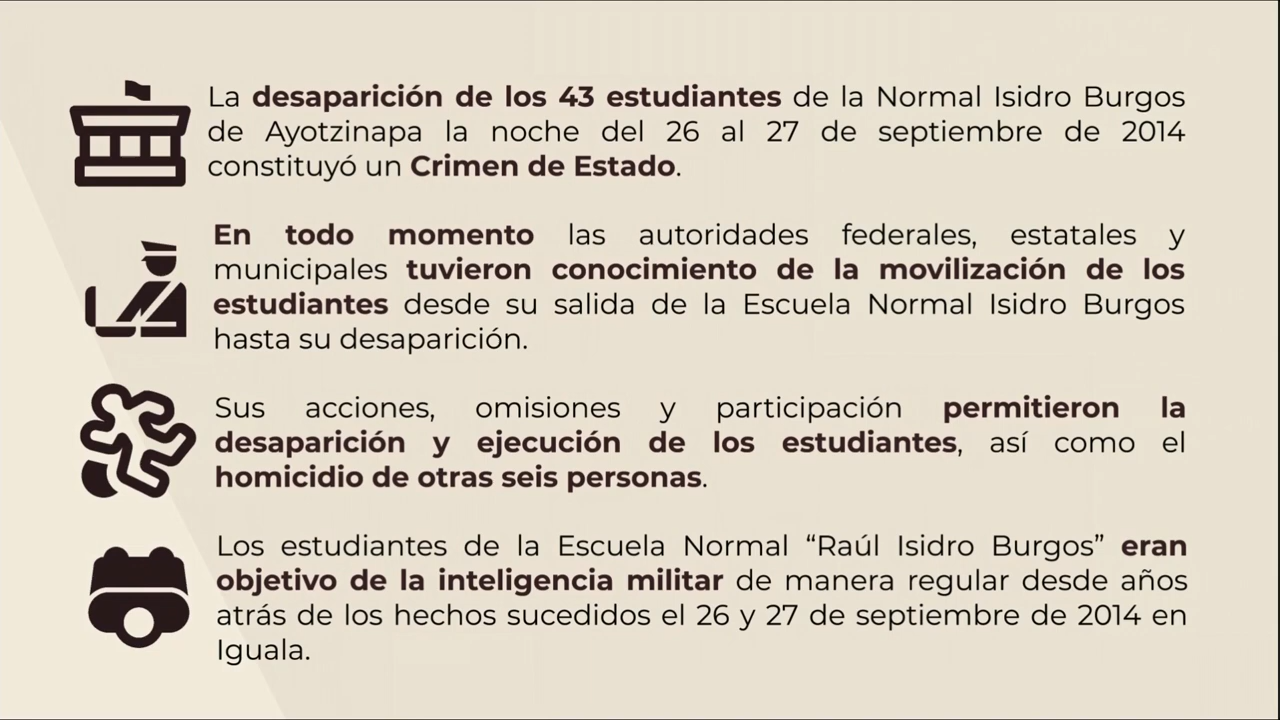 La desaparición de los 43 estudiantes de la Normal Isidro Burgos
de Ayotzinapa la noche del 26 al 27 de septiembre de 2014
constituyó un Crimen de Estado.
En todo momento las autoridades federales, estatales y
municipales tuvieron conocimiento de la movilización de los
estudiantes desde su salida de la Escuela Normal Isidro Burgos
hasta su desaparición.
Sus acciones, omisiones y participación permitieron la
desaparición y ejecución de los estudiantes, así como el
homicidio de otras seis personas.
Los estudiantes de la Escuela Normal “Raúl Isidro Burgos” eran
objetivo de la inteligencia militar de manera regular desde años
atrás de los hechos sucedidos el 26 y 27 de septiembre de 2014 en
Iguala.